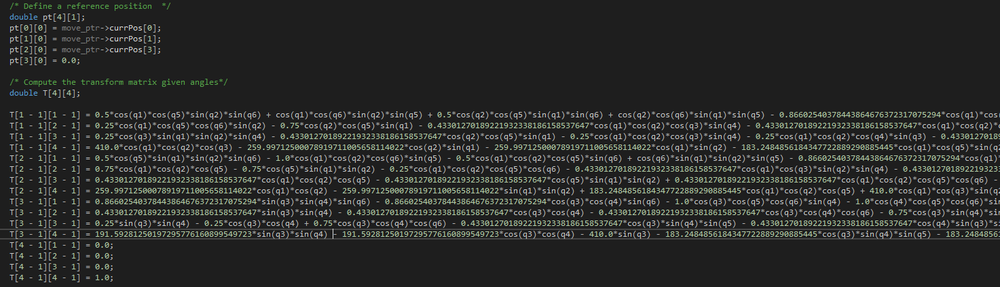 /* Define a reference position  */
double pt[4][1];
pt[0][0] = move_ptr->currPos[0];
pt[1][0] = move_ptr->currPos[1];
pt[2][0] = move_ptr->currPos[3];
pt[3][0] = 0.0;
/* Compute the transform matrix given angles*/
double T[4][4];
T[1 - 1][1 - 1] = 0.5*cos(q1)*cos(q5)*sin(q2)*sin(q6) + cos(q1)*cos(q6)*sin(q2)*sin(q5) + 0.5*cos(q2)*cos(q5)*sin(q1)*sin(q6) + cos(q2)*cos(q6)*sin(q1)*sin(q5) - 0.86602540378443864676372317075294*cos(q1)*cos(
T[1 - 1][2 - 1] = 0.25*cos(q1)*cos(q5)*cos(q6)*sin(q2) - 0.75*cos(q2)*cos(q5)*sin(q1) - 0.43301270189221932338186158537647*cos(q1)*cos(q2)*cos(q3)*sin(q4) - 0.43301270189221932338186158537647*cos(q1)*cos(q2)*
T[1 - 1][3 - 1] = 0.25*cos(q3)*sin(q1)*sin(q2)*sin(q4) - 0.43301270189221932338186158537647*cos(q2)*cos(q5)*sin(q1) - 0.25*cos(q1)*cos(q2)*cos(q3)*sin(q4) - 0.25*cos(q1)*cos(q2)*cos(q4)*sin(q3) - 0.4330127018
T[1 - 1][4 - 1] = 410.0*cos(q1)*cos(q2)*cos(q3) - 259.99712500078919711005658114022*cos(q2)*sin(q1) - 259.99712500078919711005658114022*cos(q1)*sin(q2) - 183.2484856184347722889290885445*cos(q1)*cos(q5)*sin(q2
T[2 - 1][1 - 1] = 0.5*cos(q5)*sin(q1)*sin(q2)*sin(q6) - 1.0*cos(q1)*cos(q2)*cos(q6)*sin(q5) - 0.5*cos(q1)*cos(q2)*cos(q5)*sin(q6) + cos(q6)*sin(q1)*sin(q2)*sin(q5) - 0.86602540378443864676372317075294*cos(q1)*
T[2 - 1][2 - 1] = 0.75*cos(q1)*cos(q2)*cos(q5) - 0.75*cos(q5)*sin(q1)*sin(q2) - 0.25*cos(q1)*cos(q2)*cos(q5)*cos(q6) - 0.43301270189221932338186158537647*cos(q1)*cos(q3)*sin(q2)*sin(q4) - 0.433012701892219323
T[2 - 1][3 - 1] = 0.43301270189221932338186158537647*cos(q1)*cos(q2)*cos(q5) - 0.43301270189221932338186158537647*cos(q5)*sin(q1)*sin(q2) + 0.43301270189221932338186158537647*cos(q1)*cos(q2)*cos(q5)*cos(q6) -
T[2 - 1][4 - 1] = 259.99712500078919711005658114022*cos(q1)*cos(q2) - 259.99712500078919711005658114022*sin(q1)*sin(q2) + 183.2484856184347722889290885445*cos(q1)*cos(q2)*cos(q5) + 410.0*cos(q1)*cos(q3)*sin(q2
T[3 - 1][1 - 1] = 0.86602540378443864676372317075294*sin(q3)*sin(q4)*sin(q6) - 0.86602540378443864676372317075294*cos(q3)*cos(q4)*sin(q6) - 1.0*cos(q3)*cos(q5)*cos(q6)*sin(q4) - 1.0*cos(q4)*cos(q5)*cos(q6)*sin
T[3 - 1][2 - 1] = 0.43301270189221932338186158537647*sin(q3)*sin(q4) - 0.43301270189221932338186158537647*cos(q3)*cos(q4) - 0.43301270189221932338186158537647*cos(q3)*cos(q4)*cos(q6) - 0.75*cos(q3)*sin(q4)*sin
T[3 - 1][3 - 1] = 0.25*sin(q3)*sin(q4) - 0.25*cos(q3)*cos(q4) + 0.75*cos(q3)*cos(q4)*cos(q6) - 0.43301270189221932338186158537647*cos(q3)*sin(q4)*sin(q5) - 0.43301270189221932338186158537647*cos(q4)*sin(q3)*s
T[3 - 1][4 - 1] = 191.59281250197295776160899549723*sin(q3)*sin(q4) - 191.59281250197295776160899549723*cos(q3)*cos(q4) - 410.0*sin(q3) - 183.2484856184347722889290885445*cos(q3)*sin(q4)*sin(q5) - 183.24848561
T[4 - 1][1 - 1] = 0.0;
T[4 - 1][2 - 1] = 0.0;
T[4 - 1][3 - 1] = 0.0;
T[4 - 1][4 - 1] = 1.0;